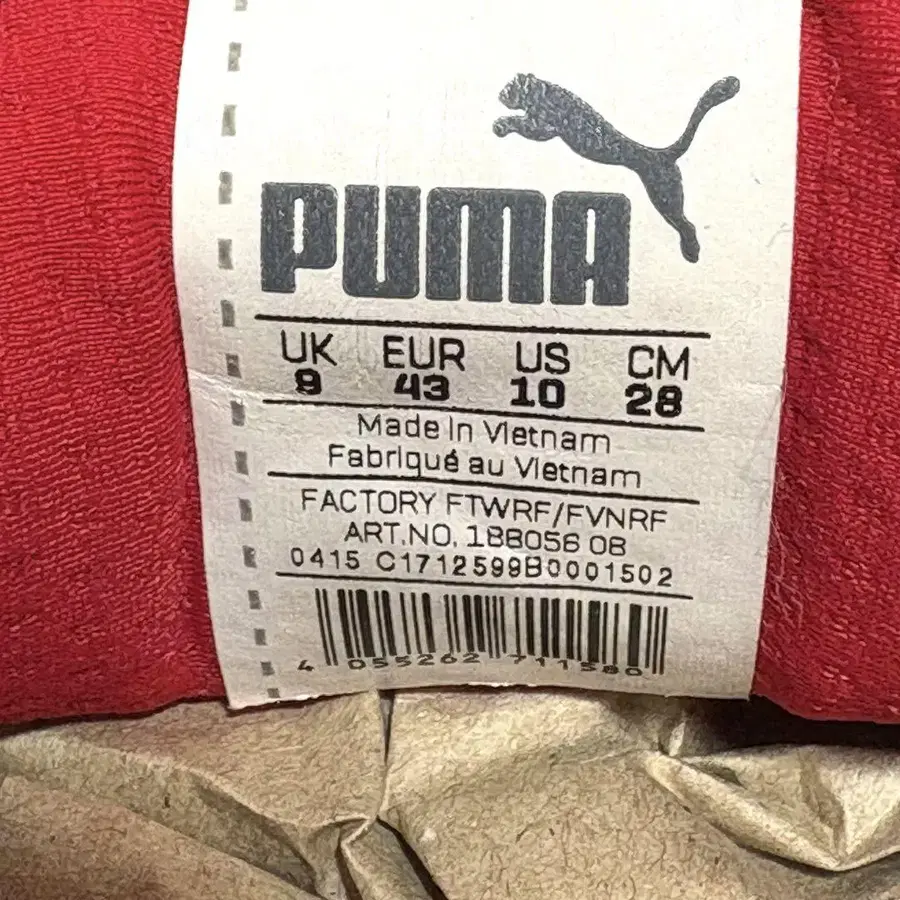 PUMA
UK EUR US CM
9 43 10 28
Made in Vietnam
Fabriqué au Vietnam
FACTORY FTWRF/FVNRF
ART.NO. 188056 08
0415 C1712599B0001502
4 055262 711580